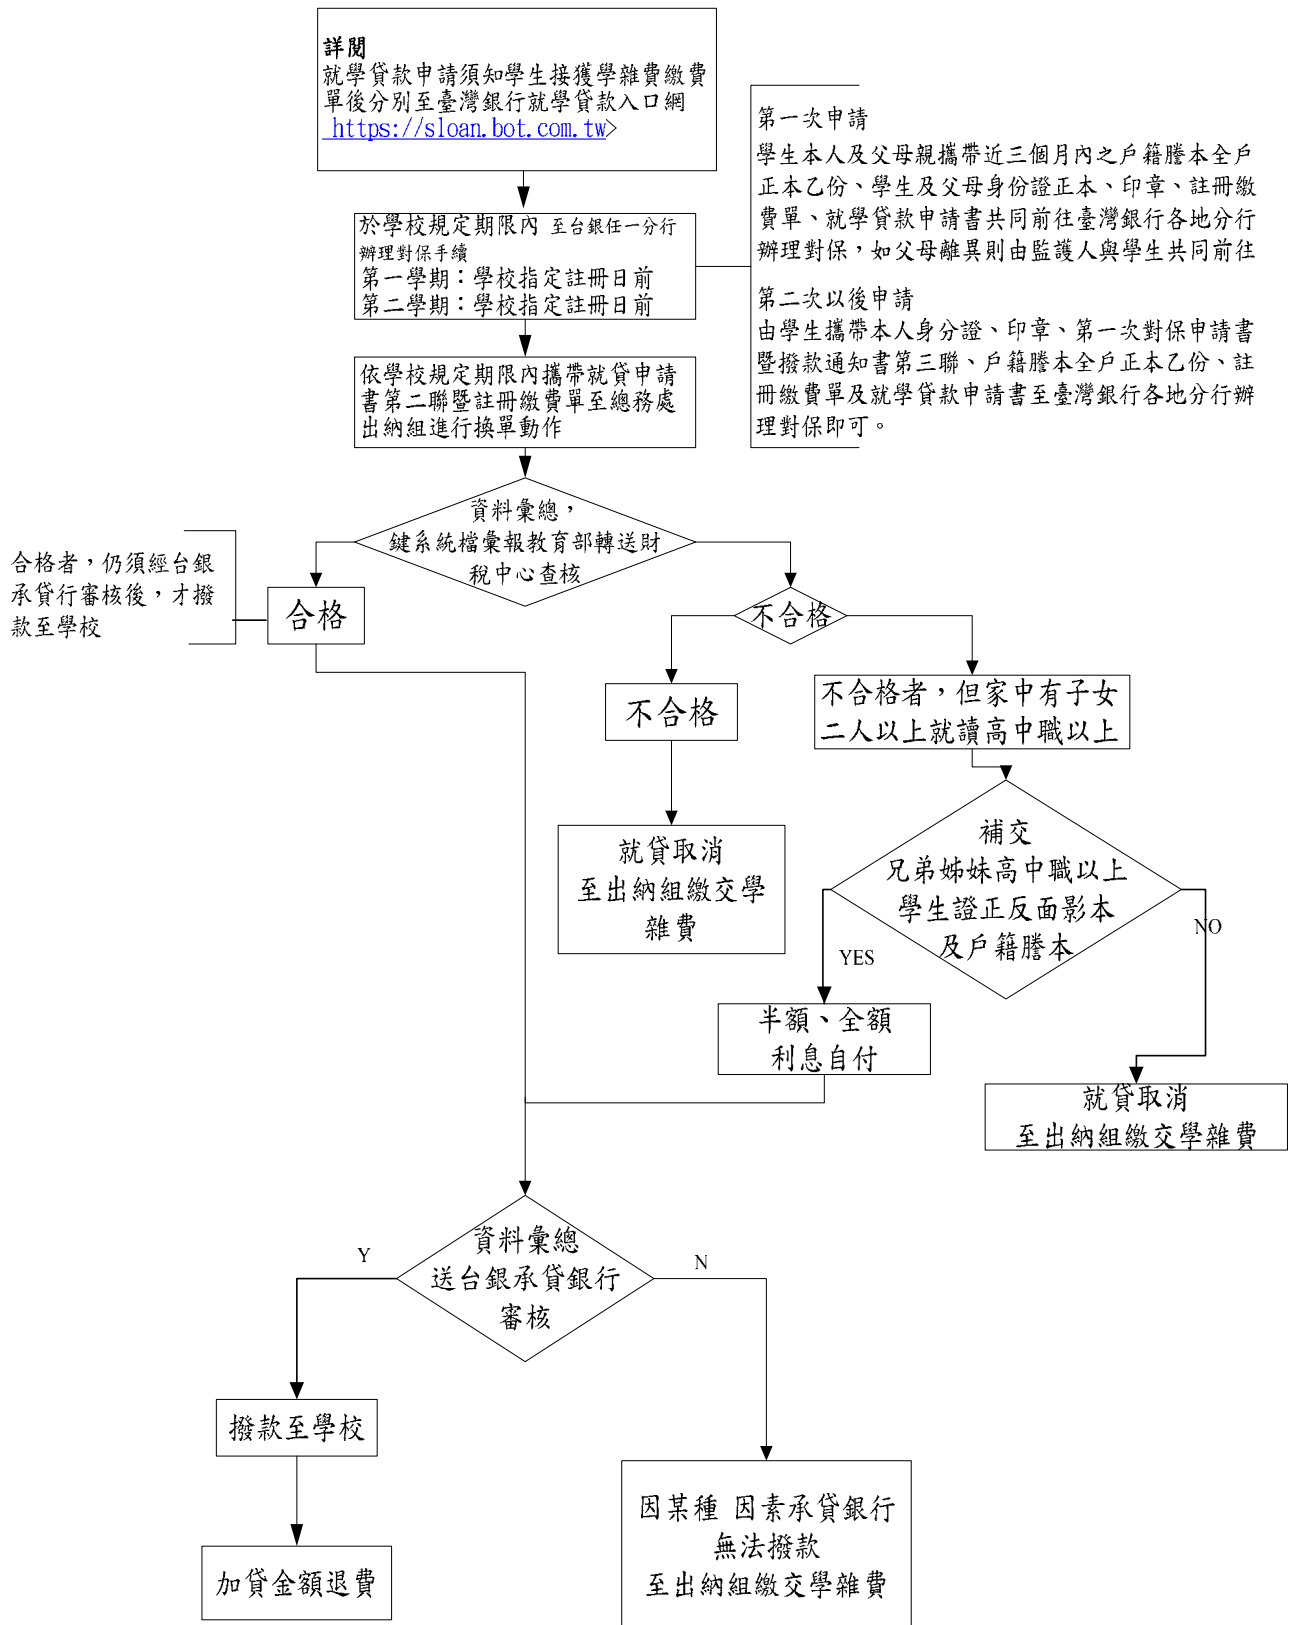 詳閱
就學貸款申請須知學生接獲學雜費繳費
單後分別至臺灣銀行就學貸款入口網
https://sloan.bot.com.tw>
第一次申請
學生本人及父母親攜帶近三個月內之戶籍謄本全戶
正本乙份、學生及父母身份證正本、印章、註冊繳
費單、就學貸款申請書共同前往臺灣銀行各地分行
辦理對保，如父母離異則由監護人與學生共同前往
第二次以後申請
由學生攜帶本人身分證、印章、第一次對保申請書
暨撥款通知書第三聯、戶籍謄本全戶正本乙份、註
冊繳費單及就學貸款申請書至臺灣銀行各地分行辦
理對保即可。
於學校規定期限內 至台銀任一分行
辦理對保手續
第一學期：學校指定註冊日前
第二學期：學校指定註冊日前
依學校規定期限內攜帶就貸申請
書第二聯暨註冊繳費單至總務處
出納組進行換單動作
資料彙總，
鍵系統檔彙報教育部轉送財
稅中心查核
合格者，仍須經台銀
承貸行審核後，才撥
款至學校
合格
不合格
不合格
不合格者，但家中有子女
二人以上就讀高中職以上
就貸取消
至出納組繳交學
雜費
補交
兄弟姊妹高中職以上
學生證正反面影本
及戶籍謄本
YES
NO
半額、全額
利息自付
就貸取消
至出納組繳交學雜費
資料彙總
送台銀承貸銀行
審核
Y
N
撥款至學校
加貸金額退費
因某種 因素承貸銀行
無法撥款
至出納組繳交學雜費